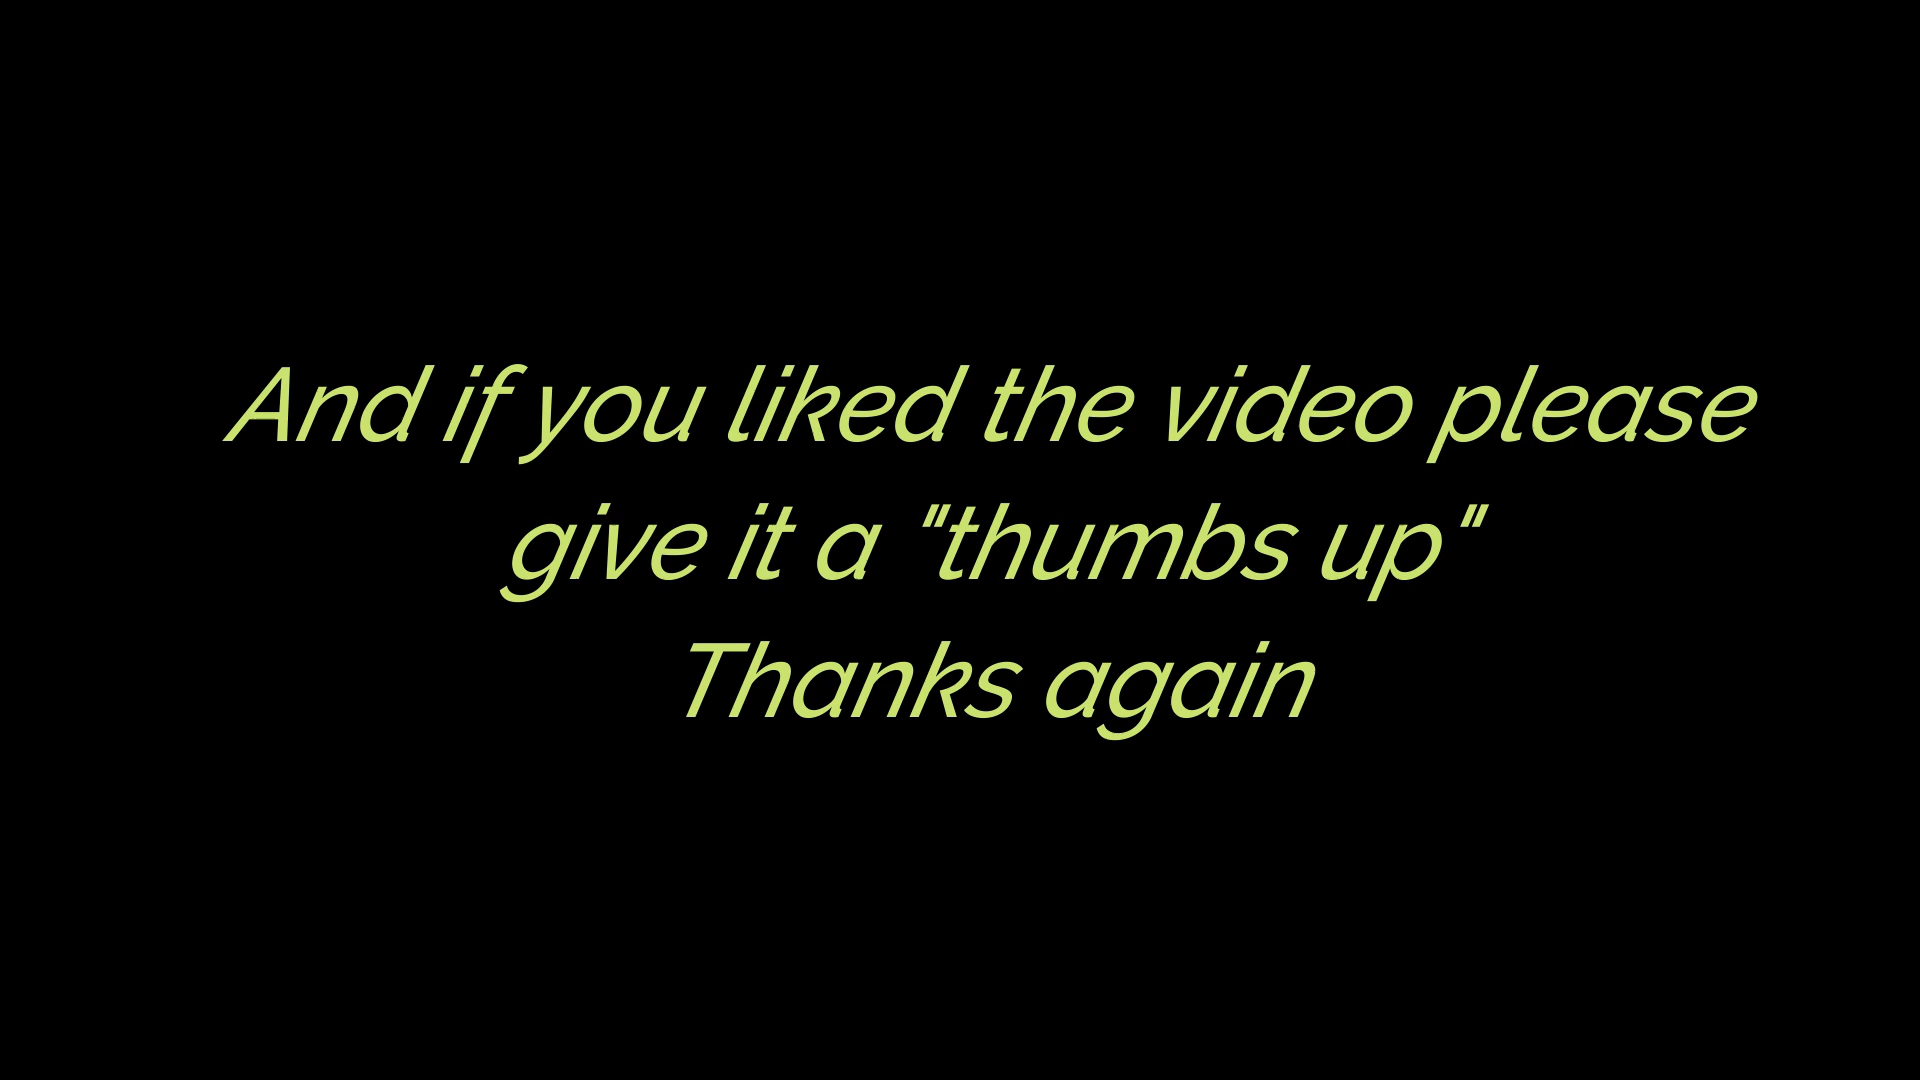 And if you liked the video please
give it a "thumbs up"
Thanks again